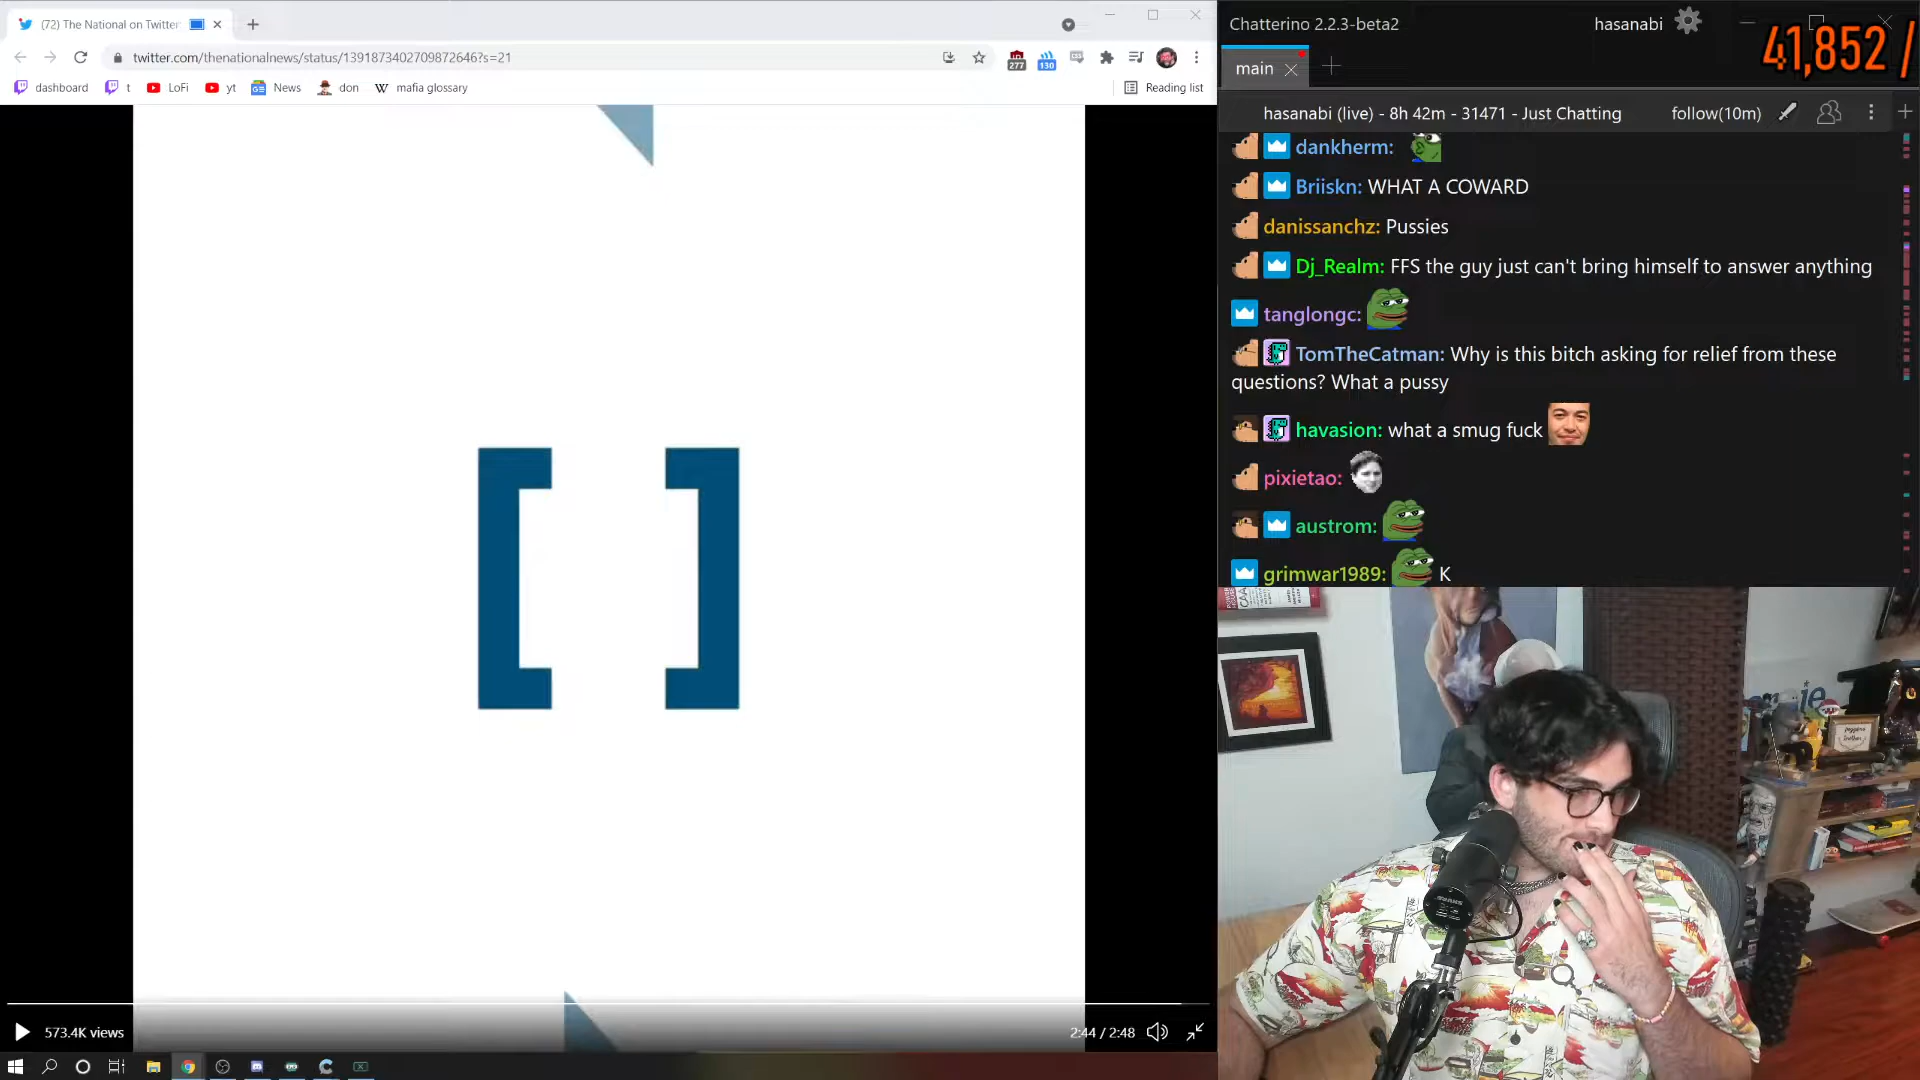 (72) The National on Twitter
Chatterino 2.2.3-beta2
hasanabi
41,852 /
twitter.com/thenationalnews/status/1391873402709872646?s=21
277
130
main
dashboard
t
LoFi
yt
News
don
W
mafia glossary
Reading list
hasanabi (live) - 8h 42m - 31471 - Just Chatting
follow(10m)
dankherm:
Briiskn: WHAT A COWARD
danissanchz: Pussies
Dj_Realm: FFS the guy just can't bring himself to answer anything
tanglongc:
TomTheCatman: Why is this bitch asking for relief from these
questions? What a pussy
havasion: what a smug fuck
pixietao:
austrom:
grimwar1989: K
[ ]
573.4K views
2:44 / 2:48